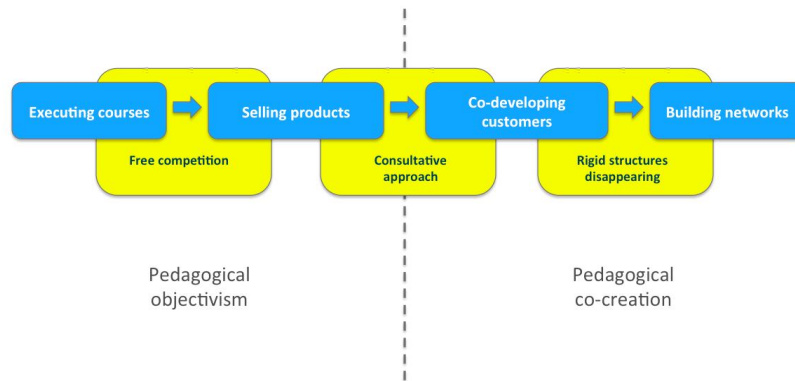 Executing courses
Selling products
Co-developing
customers
Building networks
Free competition
Consultative
approach
Rigid structures
disappearing
Pedagogical
objectivism
Pedagogical
co-creation